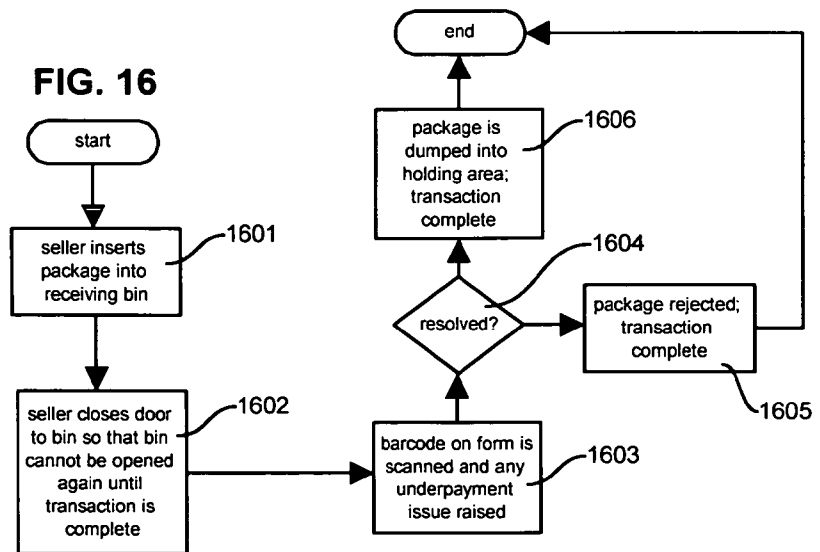 FIG. 16
start
seller inserts
package into
receiving bin
1601
seller closes door
to bin so that bin
cannot be opened
again until
transaction is
complete
1602
barcode on form is
scanned and any
underpayment
issue raised
1603
resolved?
1604
package rejected;
transaction
complete
1605
package is
dumped into
holding area;
transaction
complete
1606
end